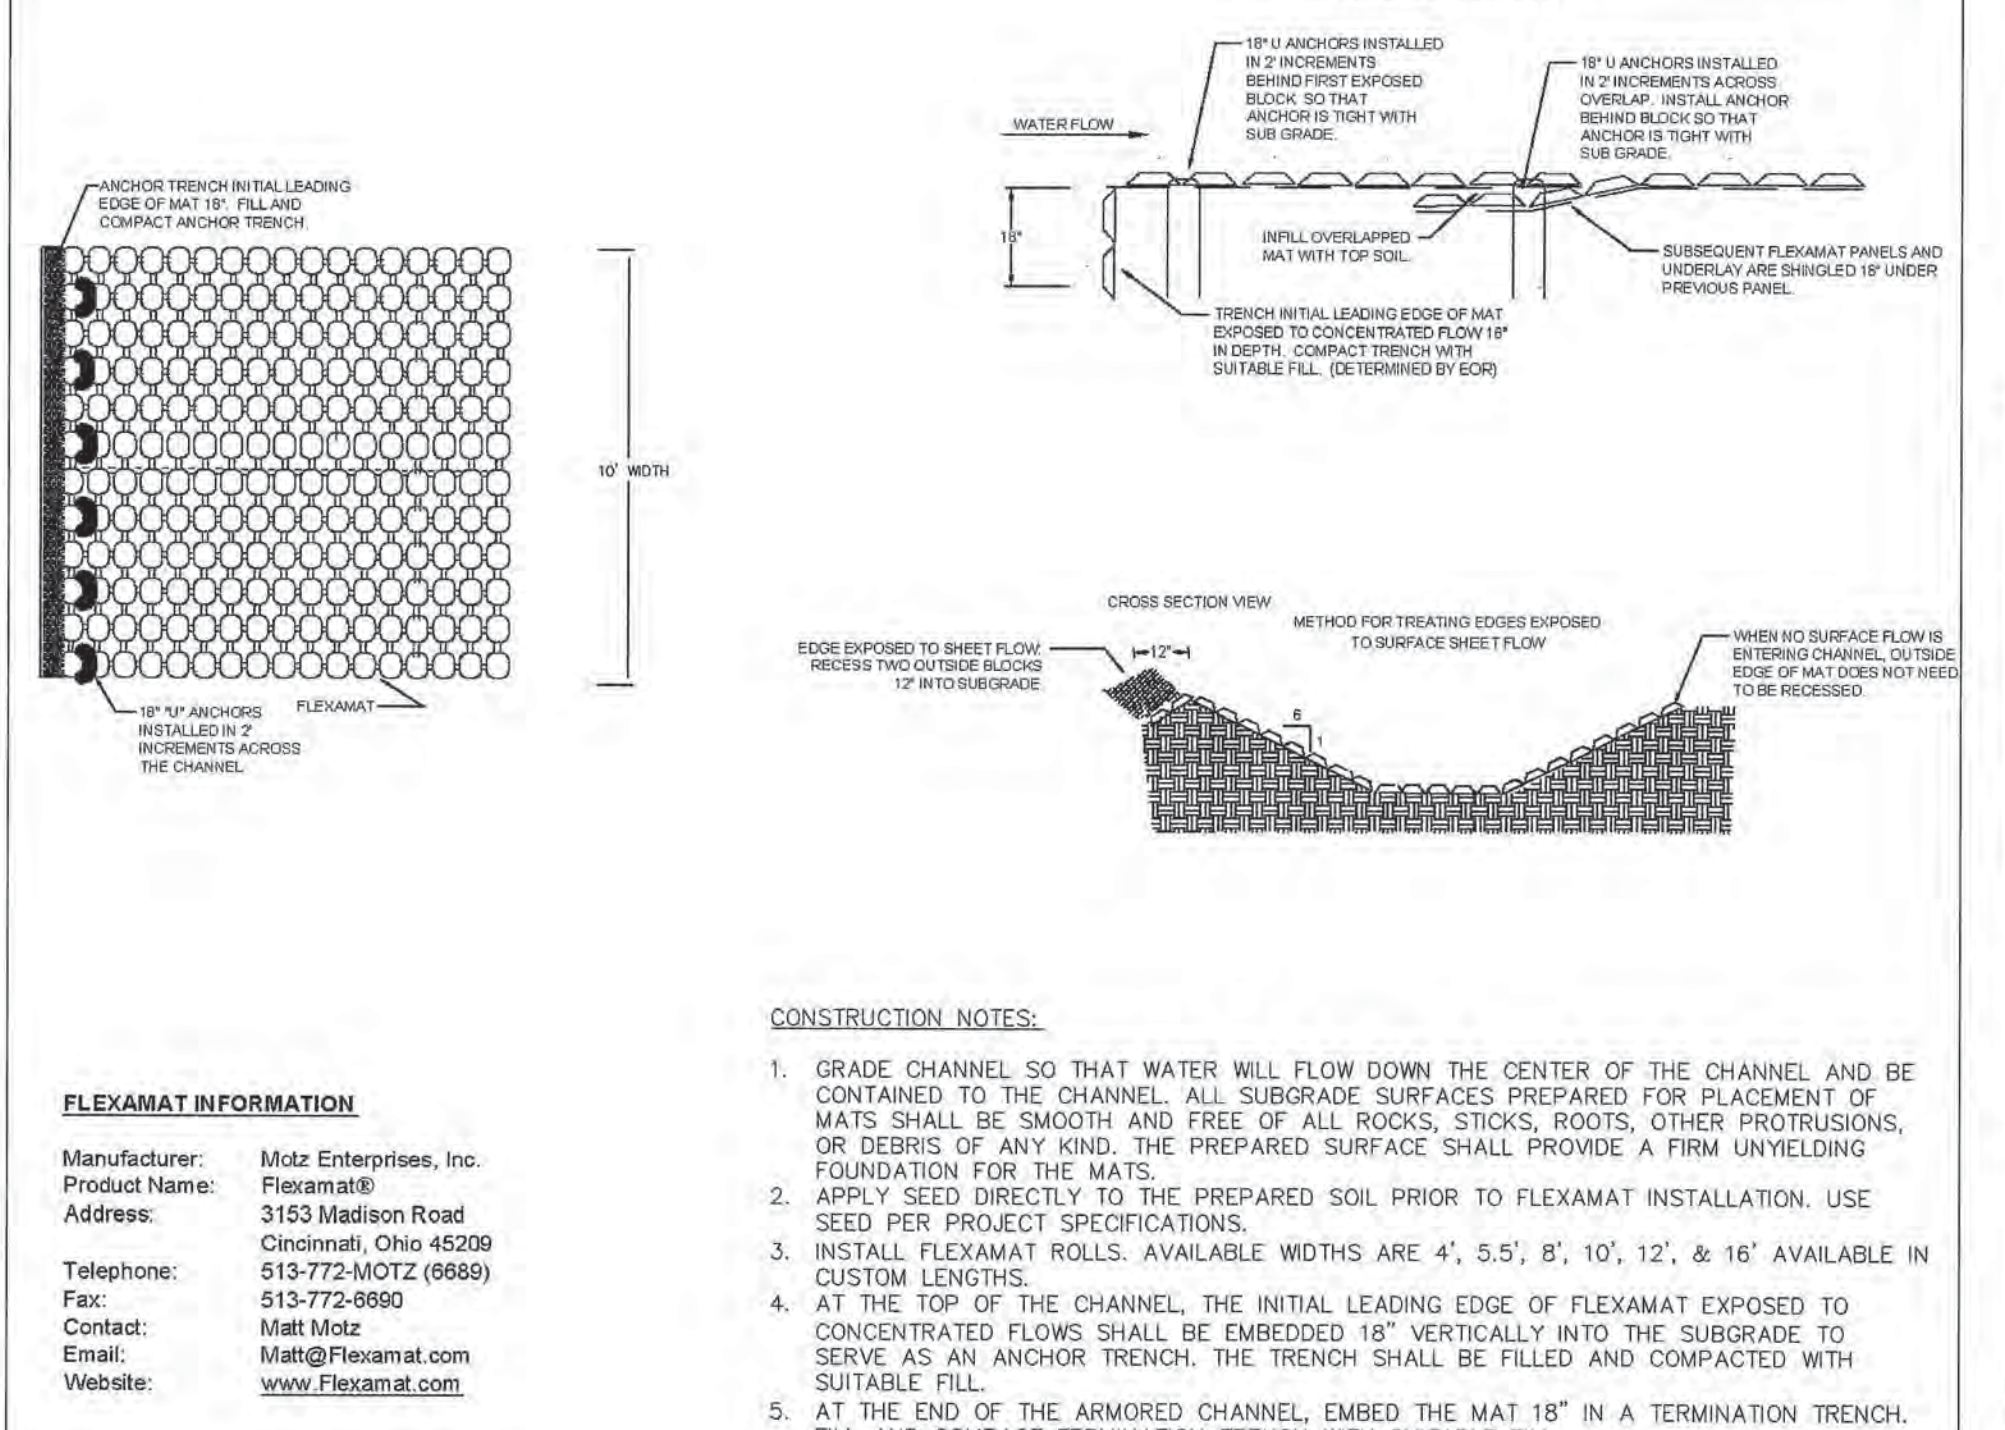 18" U ANCHORS INSTALLED
IN 2' INCREMENTS
BEHIND FIRST EXPOSED
BLOCK SO THAT
ANCHOR IS TIGHT WITH
SUB GRADE.
18" U ANCHORS INSTALLED
IN 2' INCREMENTS ACROSS
OVERLAP. INSTALL ANCHOR
BEHIND BLOCK SO THAT
ANCHOR IS TIGHT WITH
SUB GRADE.
WATER FLOW
ANCHOR TRENCH INITIAL LEADING
EDGE OF MAT 18". FILL AND
COMPACT ANCHOR TRENCH.
18"
INFILL OVERLAPPED
MAT WITH TOP SOIL.
SUBSEQUENT FLEXAMAT PANELS AND
UNDERLAY ARE SHINGLED 18" UNDER
PREVIOUS PANEL.
TRENCH INITIAL LEADING EDGE OF MAT
EXPOSED TO CONCENTRATED FLOW 18"
IN DEPTH. COMPACT TRENCH WITH
SUITABLE FILL. (DETERMINED BY EOR)
10' WIDTH
18" "U" ANCHORS
INSTALLED IN 2'
INCREMENTS ACROSS
THE CHANNEL
FLEXAMAT
CROSS SECTION VIEW
METHOD FOR TREATING EDGES EXPOSED
TO SURFACE SHEET FLOW
EDGE EXPOSED TO SHEET FLOW.
RECESS TWO OUTSIDE BLOCKS
12" INTO SUBGRADE.
12"
WHEN NO SURFACE FLOW IS
ENTERING CHANNEL, OUTSIDE
EDGE OF MAT DOES NOT NEED
TO BE RECESSED.
6
1
FLEXAMAT INFORMATION
Manufacturer: Motz Enterprises, Inc.
Product Name: Flexamat®
Address: 3153 Madison Road
Cincinnati, Ohio 45209
Telephone: 513-772-MOTZ (6689)
Fax: 513-772-6690
Contact: Matt Motz
Email: Matt@Flexamat.com
Website: www.Flexamat.com
CONSTRUCTION NOTES:
1. GRADE CHANNEL SO THAT WATER WILL FLOW DOWN THE CENTER OF THE CHANNEL AND BE
CONTAINED TO THE CHANNEL. ALL SUBGRADE SURFACES PREPARED FOR PLACEMENT OF
MATS SHALL BE SMOOTH AND FREE OF ALL ROCKS, STICKS, ROOTS, OTHER PROTRUSIONS,
OR DEBRIS OF ANY KIND. THE PREPARED SURFACE SHALL PROVIDE A FIRM UNYIELDING
FOUNDATION FOR THE MATS.
2. APPLY SEED DIRECTLY TO THE PREPARED SOIL PRIOR TO FLEXAMAT INSTALLATION. USE
SEED PER PROJECT SPECIFICATIONS.
3. INSTALL FLEXAMAT ROLLS. AVAILABLE WIDTHS ARE 4', 5.5', 8', 10', 12', & 16' AVAILABLE IN
CUSTOM LENGTHS.
4. AT THE TOP OF THE CHANNEL, THE INITIAL LEADING EDGE OF FLEXAMAT EXPOSED TO
CONCENTRATED FLOWS SHALL BE EMBEDDED 18" VERTICALLY INTO THE SUBGRADE TO
SERVE AS AN ANCHOR TRENCH. THE TRENCH SHALL BE FILLED AND COMPACTED WITH
SUITABLE FILL.
5. AT THE END OF THE ARMORED CHANNEL, EMBED THE MAT 18" IN A TERMINATION TRENCH.